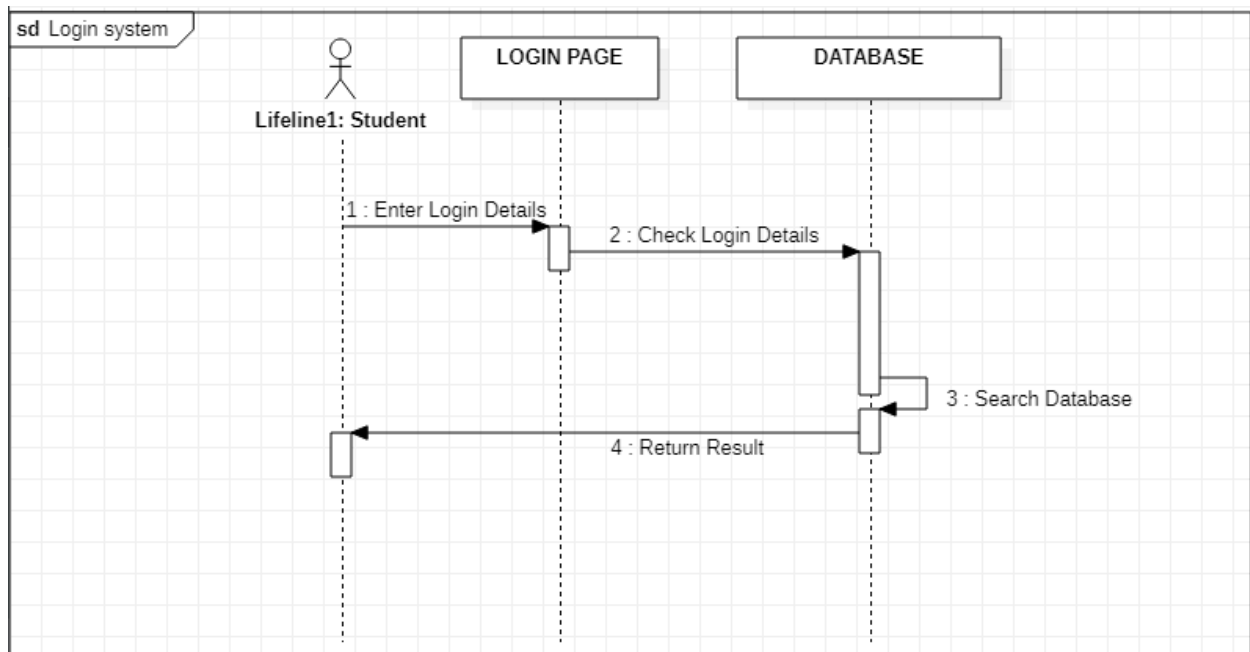 sd Login system
LOGIN PAGE
DATABASE
Lifeline1: Student
1 : Enter Login Details
2 : Check Login Details
3 : Search Database
4 : Return Result